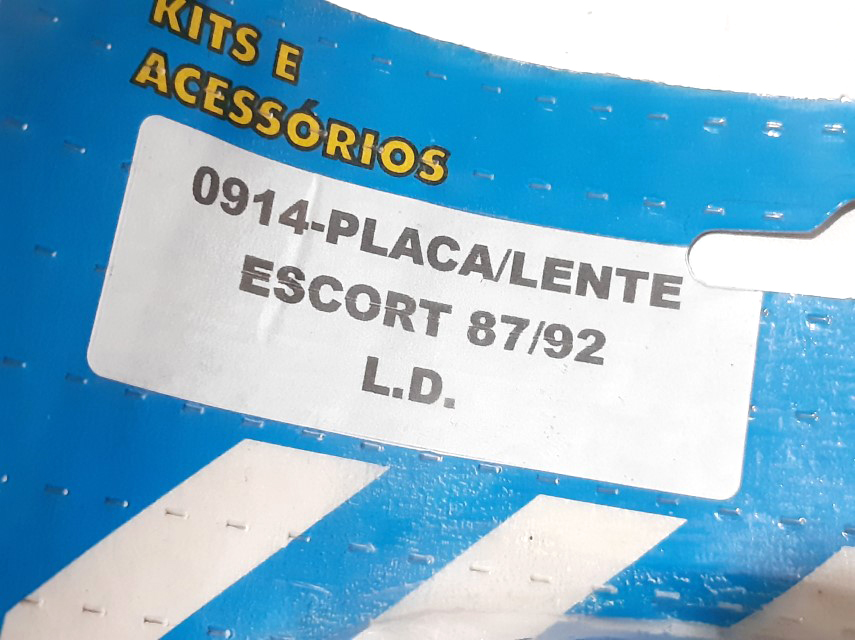 KITS E
ACESSÓRIOS
0914-PLACA/LENTE
ESCORT 87/92
L.D.